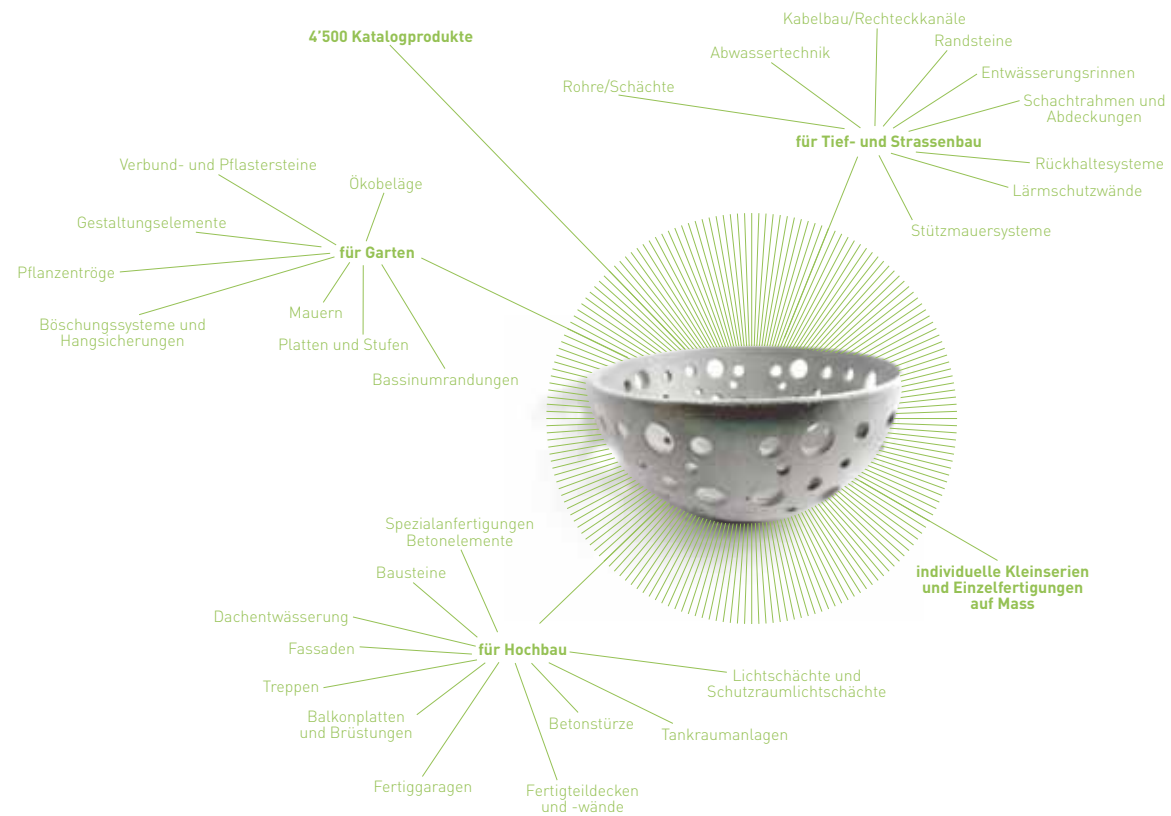 4'500 Katalogprodukte
Kabelbau/Rechteckkanäle
Randsteine
Abwassertechnik
Entwässerungsrinnen
Rohre/Schächte
Schachtrahmen und
Abdeckungen
für Tief- und Strassenbau
Rückhaltesysteme
Lärmschutzwände
Stützmauersysteme
Verbund- und Pflastersteine
Ökobeläge
Gestaltungselemente
für Garten
Pflanzentröge
Mauern
Böschungssysteme und
Hangsicherungen
Platten und Stufen
Bassinumrandungen
Spezialanfertigungen
Betonelemente
Bausteine
individuelle Kleinserien
und Einzelfertigungen
auf Mass
Dachentwässerung
Fassaden
für Hochbau
Treppen
Lichtschächte und
Schutzraumlichtschächte
Balkonplatten
und Brüstungen
Betonstürze
Tankraumanlagen
Fertiggaragen
Fertigteildecken
und -wände